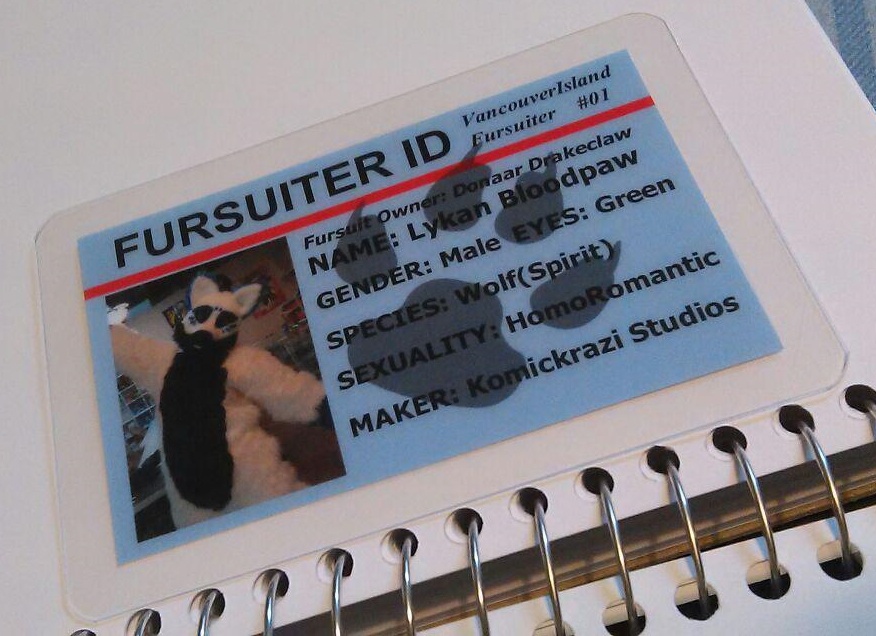 FURSUITER ID
VancouverIsland
Fursuiter #01
Fursuit Owner: Donaar Drakeclaw
NAME: Lykan Bloodpaw
GENDER: Male EYES: Green
SPECIES: Wolf(Spirit)
SEXUALITY: HomoRomantic
MAKER: Komickrazi Studios